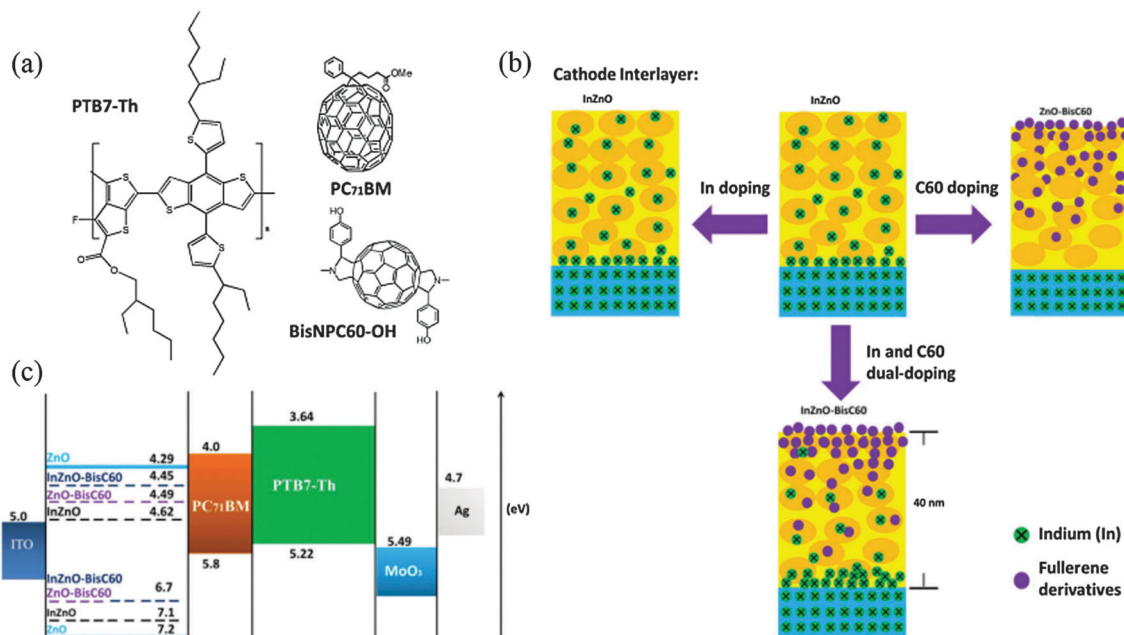 (a)
PTB7-Th
OMe
O
S
S
S
S
S
S
F
O
O
n
PC71BM
HO
N
N
OH
BisNPC60-OH
(b)
Cathode Interlayer:
InZnO
InZnO
ZnO-BisC60
In doping
C60 doping
In and C60
dual-doping
InZnO-BisC60
40 nm
Indium (In)
Fullerene
derivatives
(c)
5.0
ITO
ZnO 4.29
InZnO-BisC60 4.45
ZnO-BisC60 4.49
InZnO 4.62
InZnO-BisC60
ZnO-BisC60 6.7
InZnO 7.1
ZnO 7.2
4.0
PC71BM
5.8
3.64
PTB7-Th
5.22
5.49
MoO3
4.7
Ag
(eV)